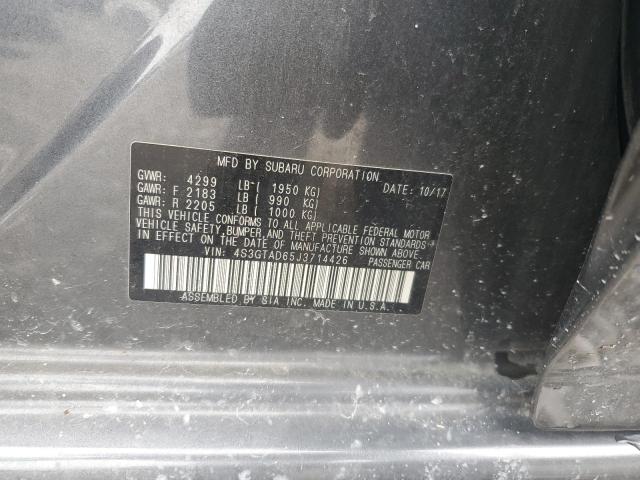 MFD BY SUBARU CORPORATION
GVWR: 4299 LB ( 1950 KG) DATE: 10/17
GAWR: F 2183 LB ( 990 KG)
GAWR: R 2205 LB ( 1000 KG)
THIS VEHICLE CONFORMS TO ALL APPLICABLE FEDERAL MOTOR
VEHICLE SAFETY, BUMPER, AND THEFT PREVENTION STANDARDS
IN EFFECT ON THE DATE OF MANUFACTURE SHOWN ABOVE.
VIN: 4S3GTAD65J3714426 PASSENGER CAR
ASSEMBLED BY SIA INC. MADE IN U.S.A.